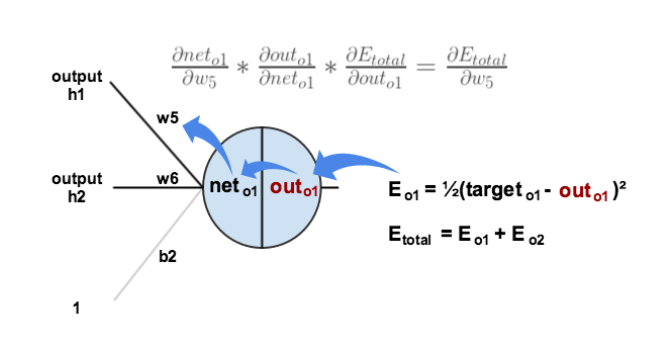 ∂net_o1/∂w5 * ∂out_o1/∂net_o1 * ∂E_total/∂out_o1 = ∂E_total/∂w5
output
h1
w5
output
h2
w6
net o1
out o1
E o1 = ½(target o1 - out o1)²
E total = E o1 + E o2
b2
1